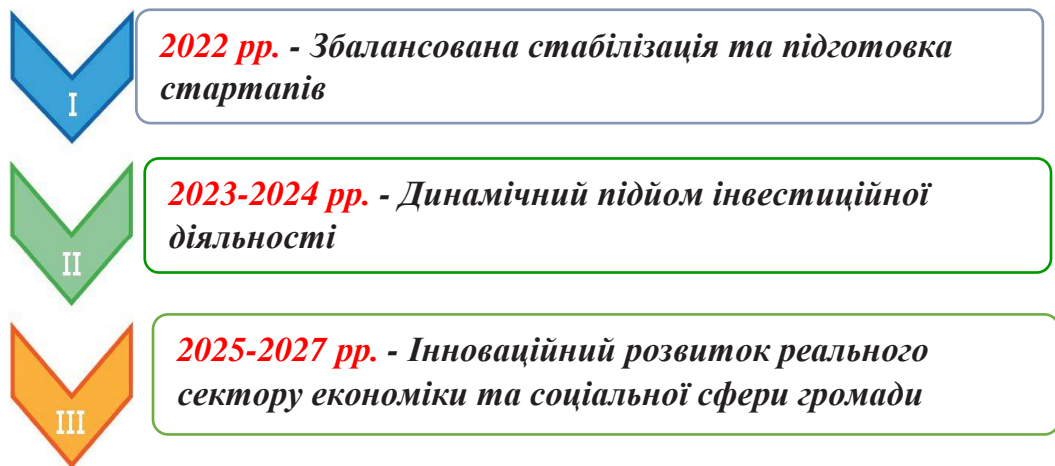 I
2022 рр. - Збалансована стабілізація та підготовка
стартапів
II
2023-2024 рр. - Динамічний підйом інвестиційної
діяльності
III
2025-2027 рр. - Інноваційний розвиток реального
сектору економіки та соціальної сфери громади